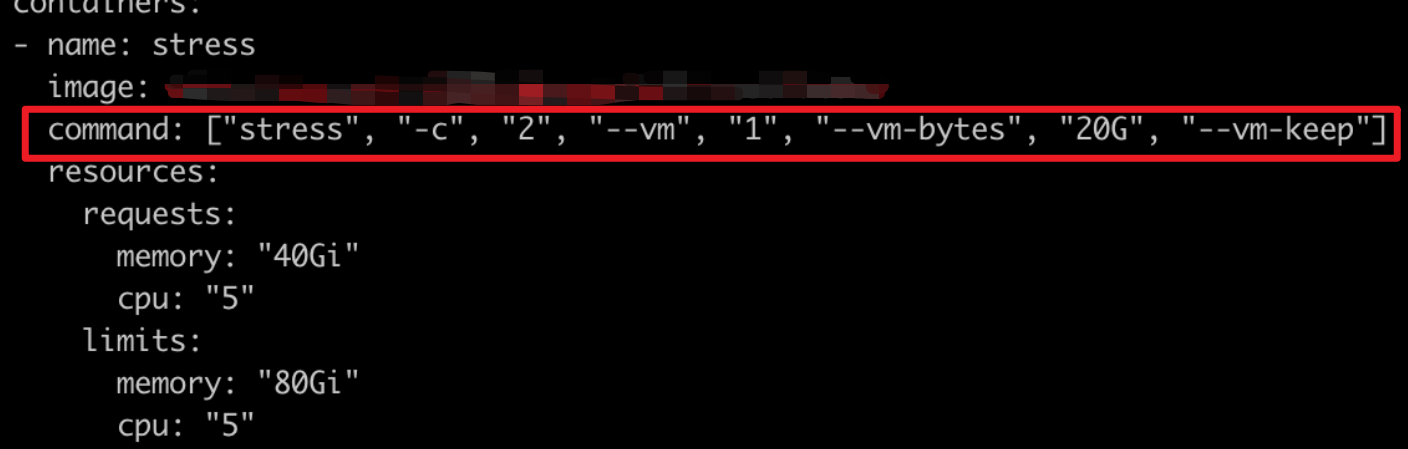 containers:
- name: stress
image:
command: ["stress", "-c", "2", "--vm", "1", "--vm-bytes", "20G", "--vm-keep"]
resources:
requests:
memory: "40Gi"
cpu: "5"
limits:
memory: "80Gi"
cpu: "5"